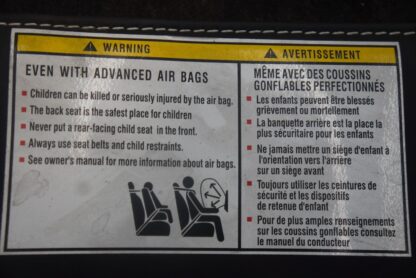 WARNING
EVEN WITH ADVANCED AIR BAGS
Children can be killed or seriously injured by the air bag.
The back seat is the safest place for children
Never put a rear-facing child seat in the front.
Always use seat belts and child restraints.
See owner's manual for more information about air bags.
AVERTISSEMENT
MÊME AVEC DES COUSSINS
GONFLABLES PERFECTIONNÉS
Les enfants peuvent être blessés
grièvement ou mortellement
La banquette arrière est la place la
plus sécuritaire pour les enfants
Ne jamais mettre un siège d'enfant à
l'orientation vers l'arrière
sur un siège avant
Toujours utiliser les ceintures de
sécurité et les dispositifs
de retenue d'enfant
Pour de plus amples renseignements
sur les coussins gonflables consultez
le manuel du conducteur